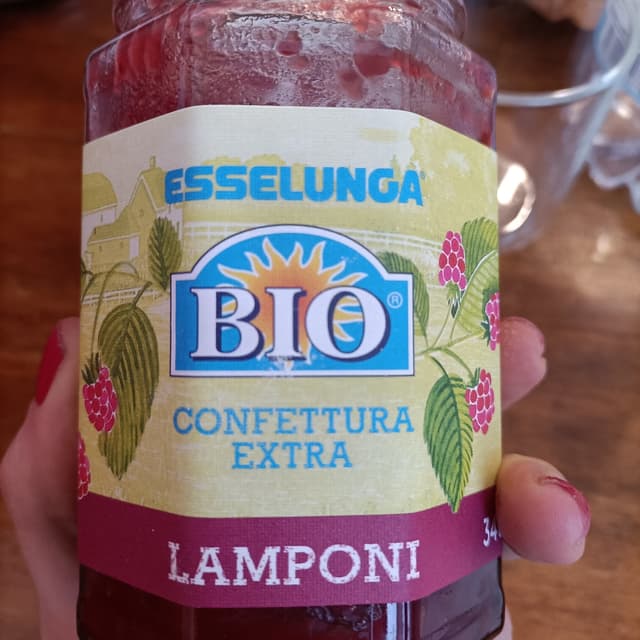 ESSELUNGA
BIO®
CONFETTURA
EXTRA
LAMPONI